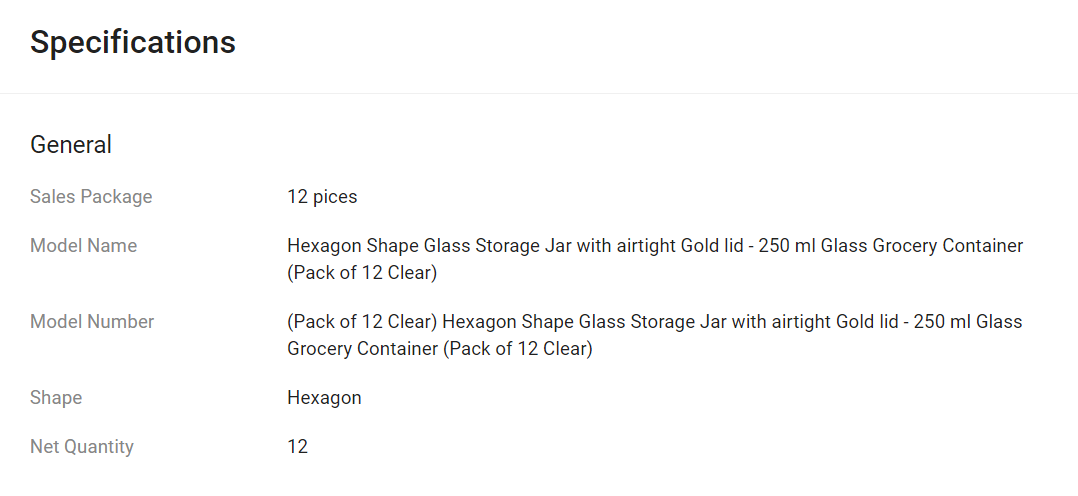 Specifications
General
Sales Package 12 pices
Model Name Hexagon Shape Glass Storage Jar with airtight Gold lid - 250 ml Glass Grocery Container
(Pack of 12 Clear)
Model Number (Pack of 12 Clear) Hexagon Shape Glass Storage Jar with airtight Gold lid - 250 ml Glass
Grocery Container (Pack of 12 Clear)
Shape Hexagon
Net Quantity 12